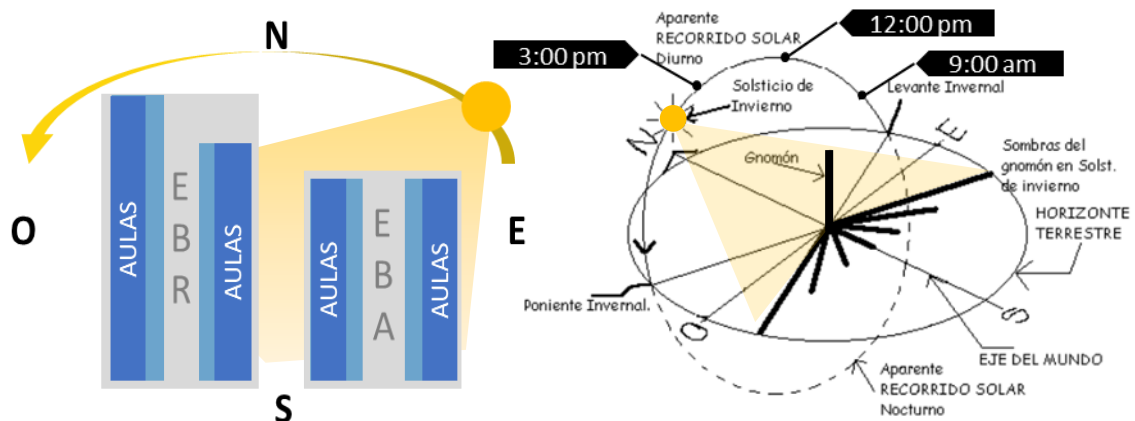 N
O
E
S
AULAS
EBR
AULAS
AULAS
EBA
AULAS
Aparente
RECORRIDO SOLAR
Diurno
12:00 pm
3:00 pm
9:00 am
Solsticio de
Invierno
Levante Invernal
N
E
Gnomón
Sombras del
gnomón en Solst.
de invierno
HORIZONTE
TERRESTRE
Poniente Invernal.
O
S
EJE DEL MUNDO
Aparente
RECORRIDO SOLAR
Nocturno